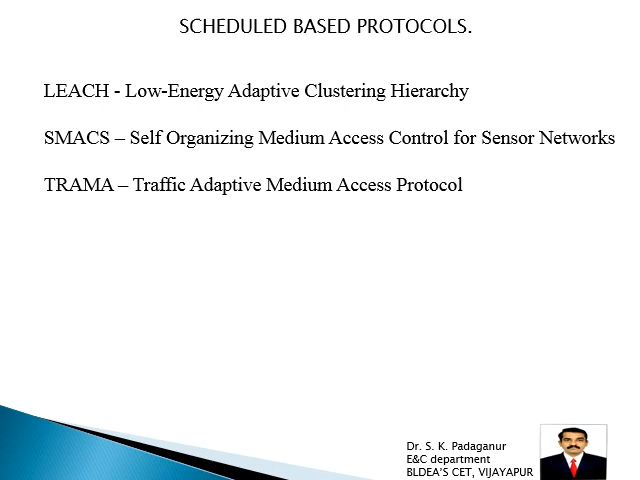 SCHEDULED BASED PROTOCOLS.
LEACH - Low-Energy Adaptive Clustering Hierarchy
SMACS – Self Organizing Medium Access Control for Sensor Networks
TRAMA – Traffic Adaptive Medium Access Protocol
Dr. S. K. Padaganur
E&C department
BLDEA'S CET, VIJAYAPUR